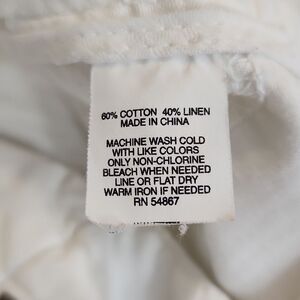 60% COTTON 40% LINEN
MADE IN CHINA
MACHINE WASH COLD
WITH LIKE COLORS
ONLY NON-CHLORINE
BLEACH WHEN NEEDED
LINE OR FLAT DRY
WARM IRON IF NEEDED
RN 54867